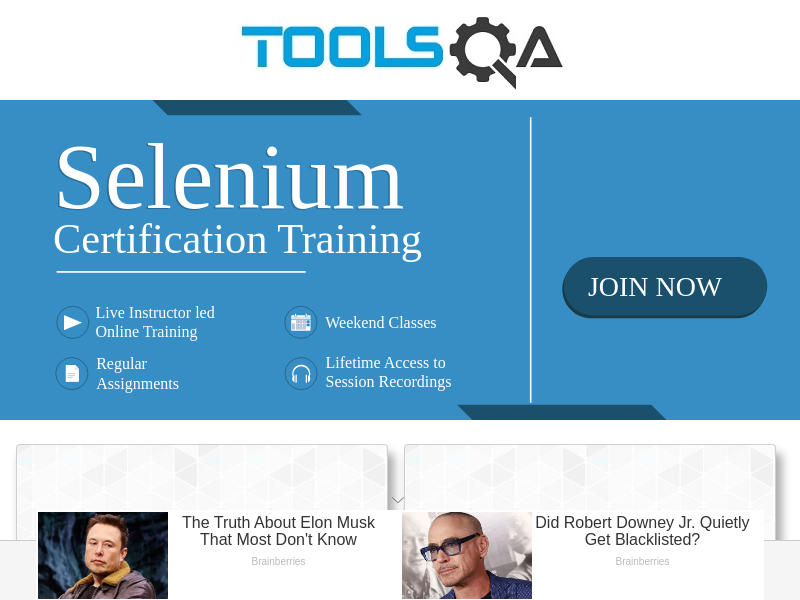 TOOLSQA
Selenium
Certification Training
JOIN NOW
Live Instructor led
Online Training
Weekend Classes
Regular
Assignments
Lifetime Access to
Session Recordings
The Truth About Elon Musk
That Most Don't Know
Brainberries
Did Robert Downey Jr. Quietly
Get Blacklisted?
Brainberries